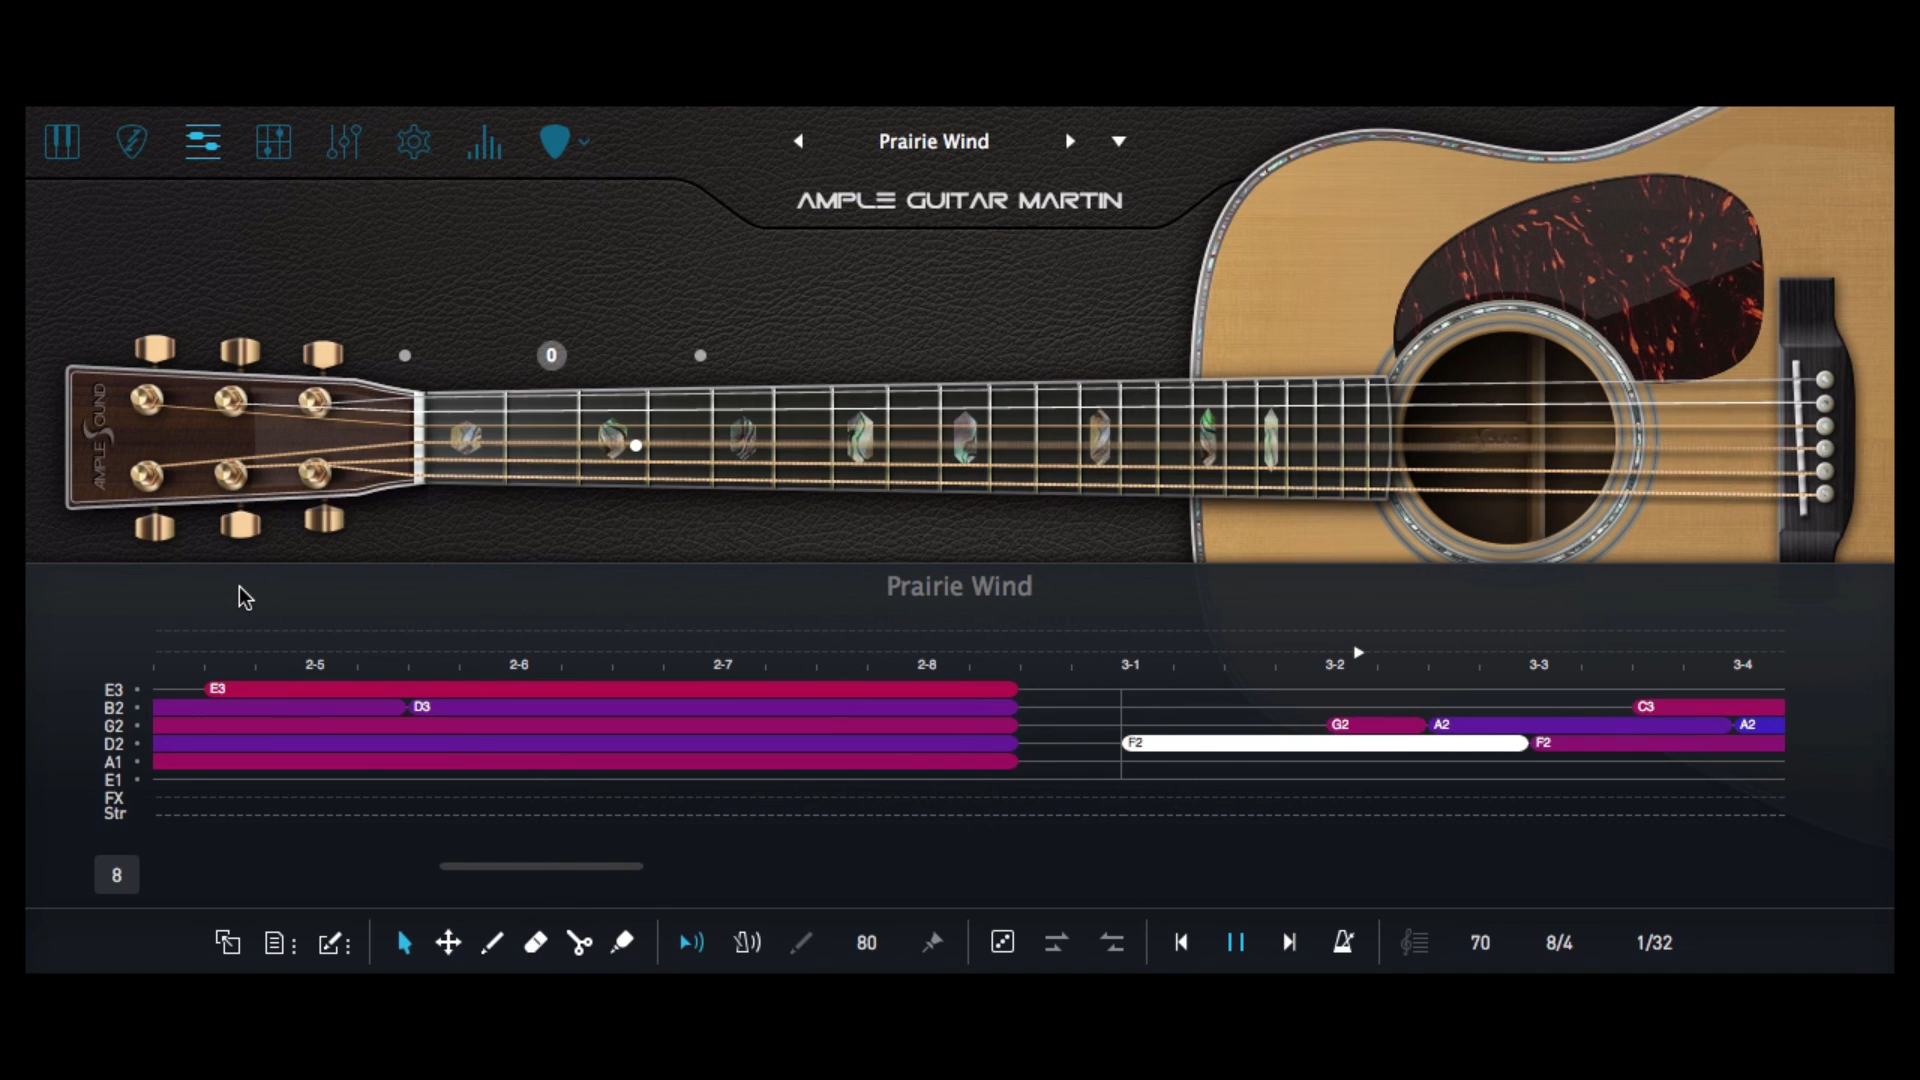 Prairie Wind
AMPLE GUITAR MARTIN
0
AMPLE SOUND
Prairie Wind
2-5 2-6 2-7 2-8 3-1 3-2 3-3 3-4
E3 E3
B2 D3 C3
G2 G2 A2 A2
D2 F2 F2
A1
E1
FX
Str
8
80 70 8/4 1/32